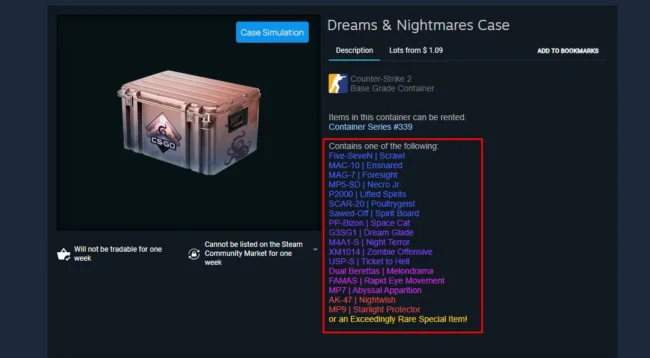 Case Simulation
CSGO
Will not be tradable for one
week
Cannot be listed on the Steam
Community Market for one
week
Dreams & Nightmares Case
Description
Lots from $ 1.09
ADD TO BOOKMARKS
Counter-Strike 2
Base Grade Container
Items in this container can be rented.
Container Series #339
Contains one of the following:
Five-SeveN | Scrawl
MAC-10 | Ensnared
MAG-7 | Foresight
MP5-SD | Necro Jr.
P2000 | Lifted Spirits
SCAR-20 | Poultrygeist
Sawed-Off | Spirit Board
PP-Bizon | Space Cat
G3SG1 | Dream Glade
M4A1-S | Night Terror
XM1014 | Zombie Offensive
USP-S | Ticket to Hell
Dual Berettas | Melondrama
FAMAS | Rapid Eye Movement
MP7 | Abyssal Apparition
AK-47 | Nightwish
MP9 | Starlight Protector
or an Exceedingly Rare Special Item!